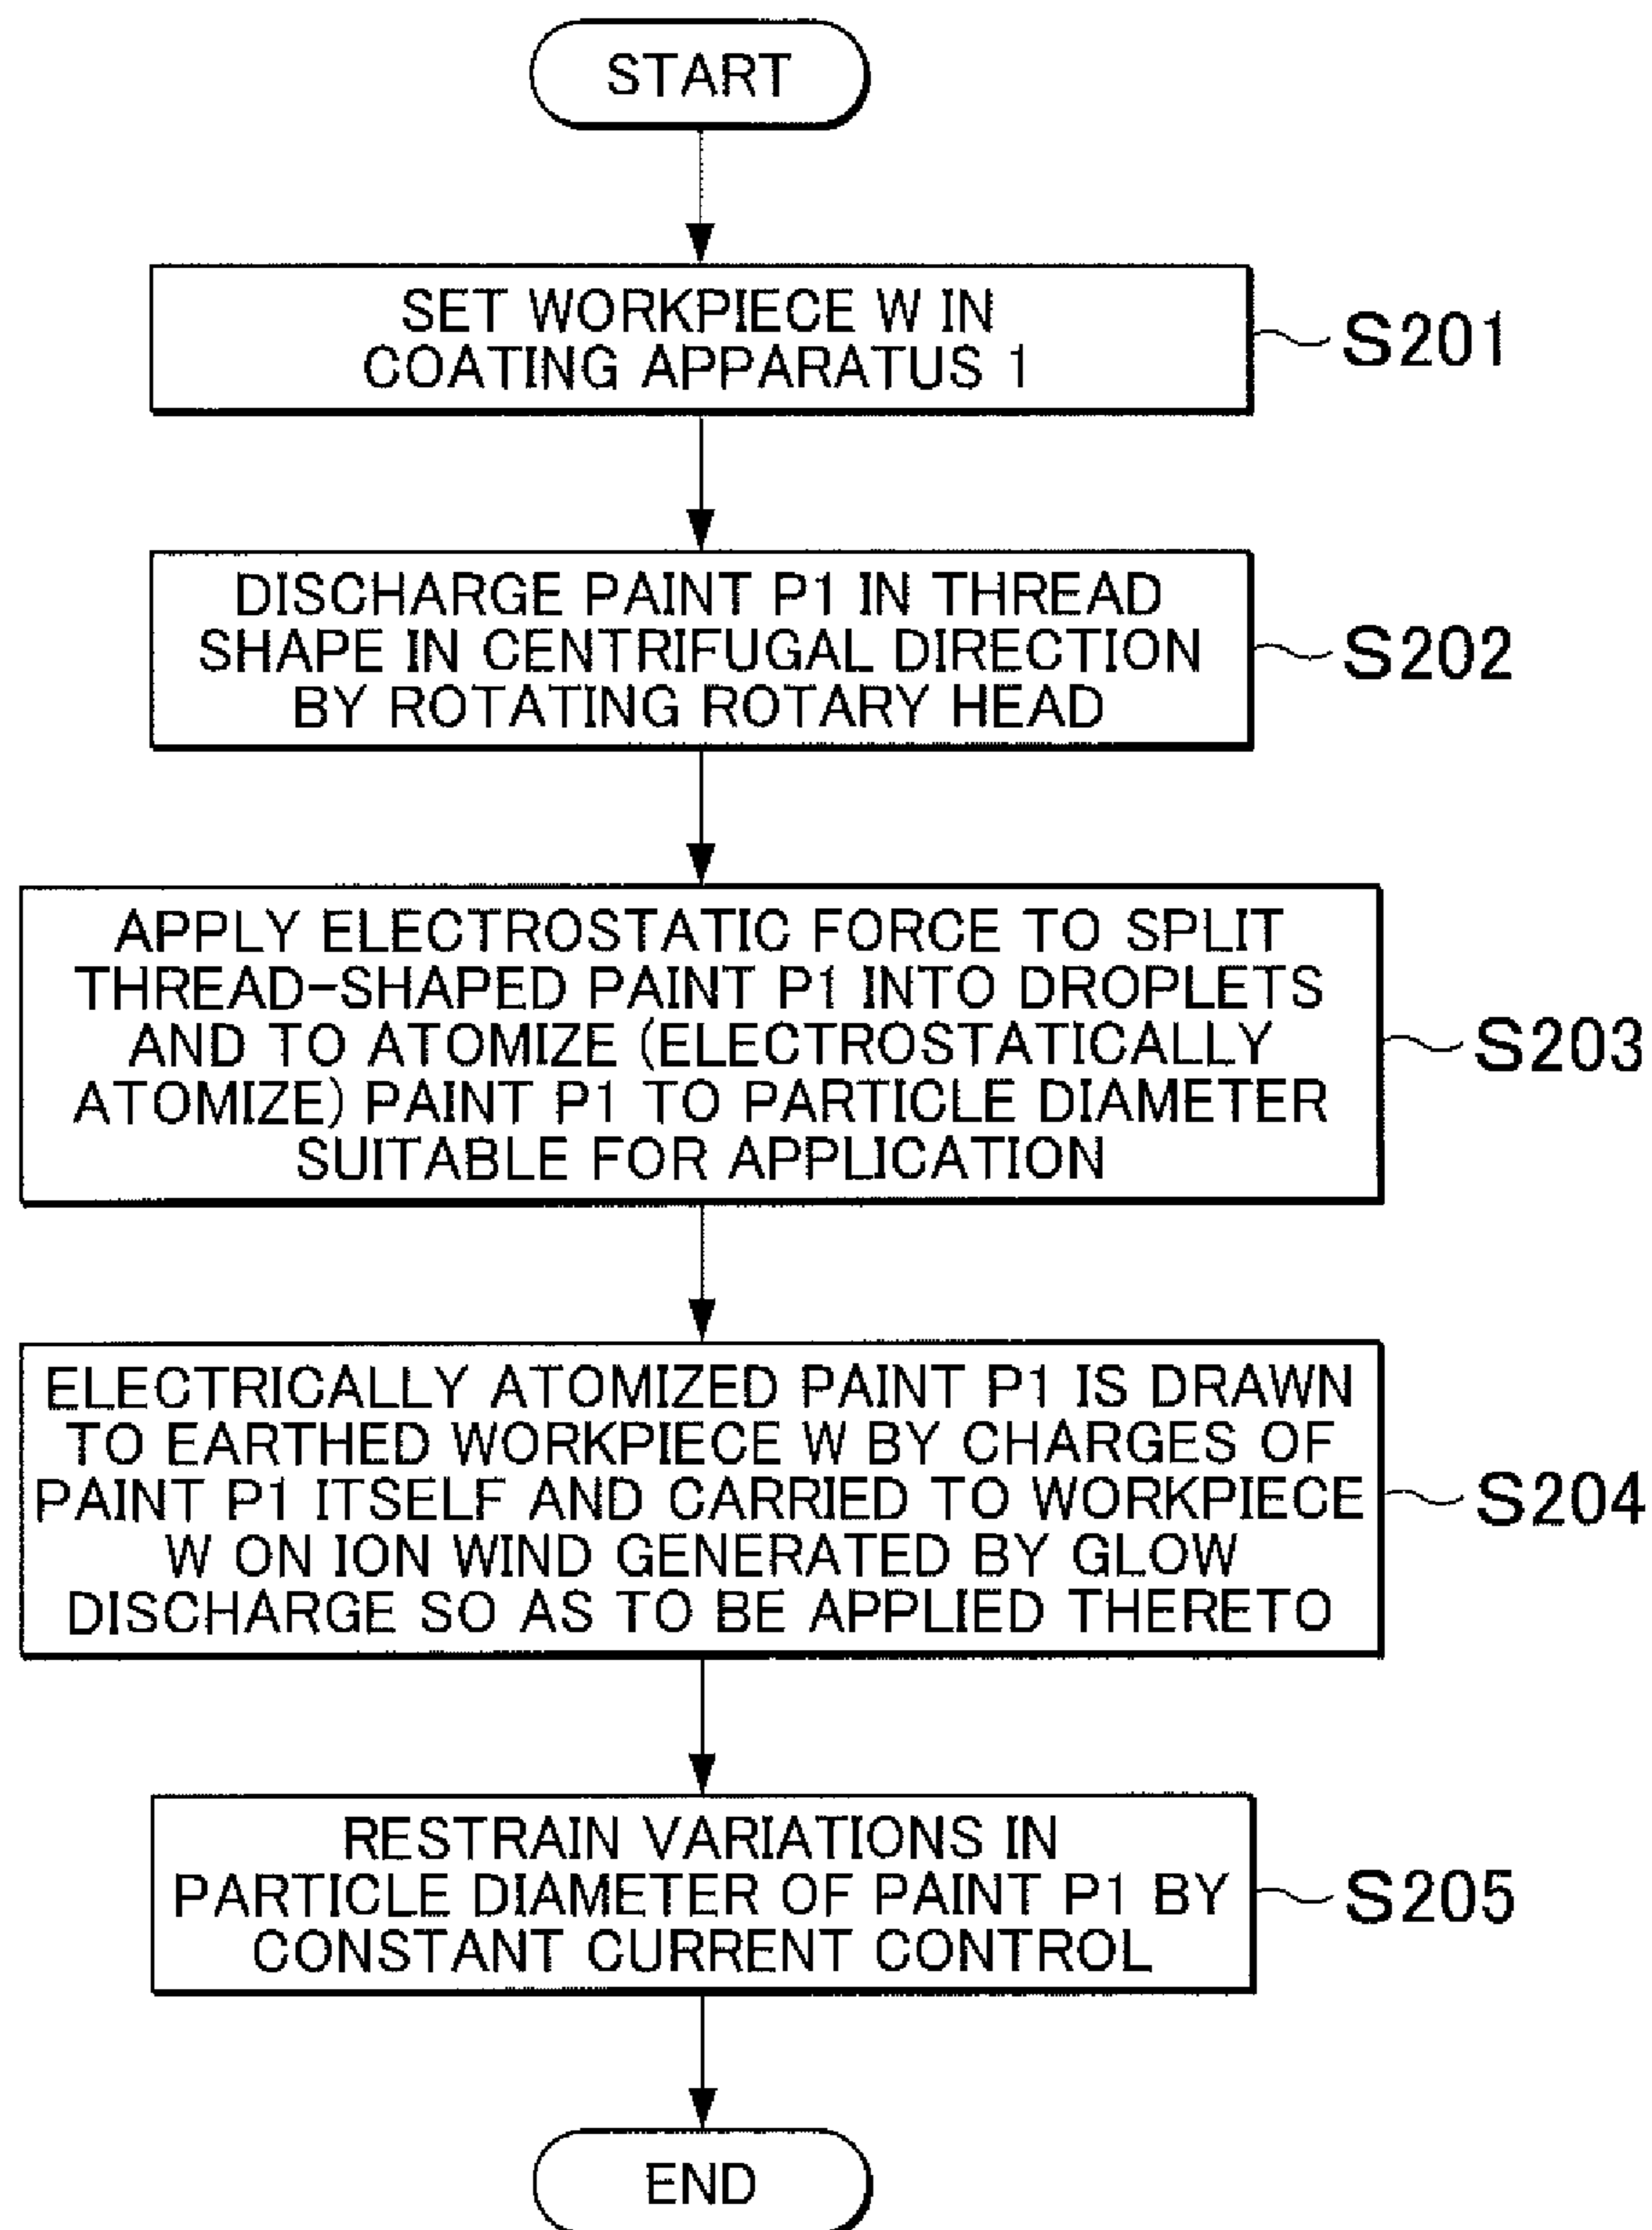 START
SET WORKPIECE W IN
COATING APPARATUS 1
S201
DISCHARGE PAINT P1 IN THREAD
SHAPE IN CENTRIFUGAL DIRECTION
BY ROTATING ROTARY HEAD
S202
APPLY ELECTROSTATIC FORCE TO SPLIT
THREAD-SHAPED PAINT P1 INTO DROPLETS
AND TO ATOMIZE (ELECTROSTATICALLY
ATOMIZE) PAINT P1 TO PARTICLE DIAMETER
SUITABLE FOR APPLICATION
S203
ELECTRICALLY ATOMIZED PAINT P1 IS DRAWN
TO EARTHED WORKPIECE W BY CHARGES OF
PAINT P1 ITSELF AND CARRIED TO WORKPIECE
W ON ION WIND GENERATED BY GLOW
DISCHARGE SO AS TO BE APPLIED THERETO
S204
RESTRAIN VARIATIONS IN
PARTICLE DIAMETER OF PAINT P1 BY
CONSTANT CURRENT CONTROL
S205
END